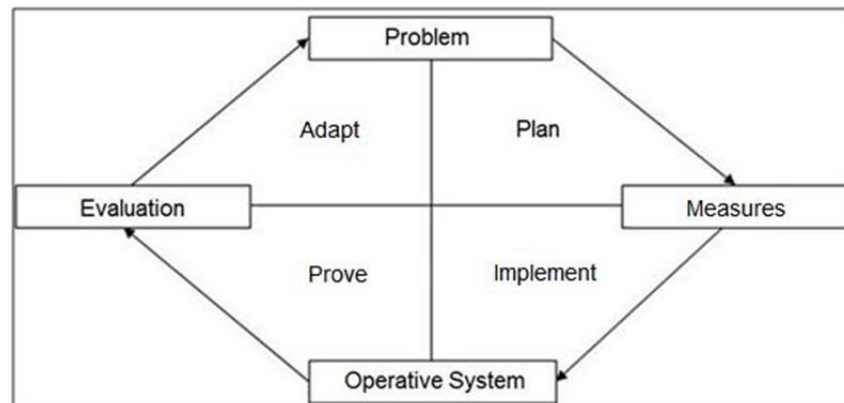 Problem
Adapt
Plan
Evaluation
Measures
Prove
Implement
Operative System